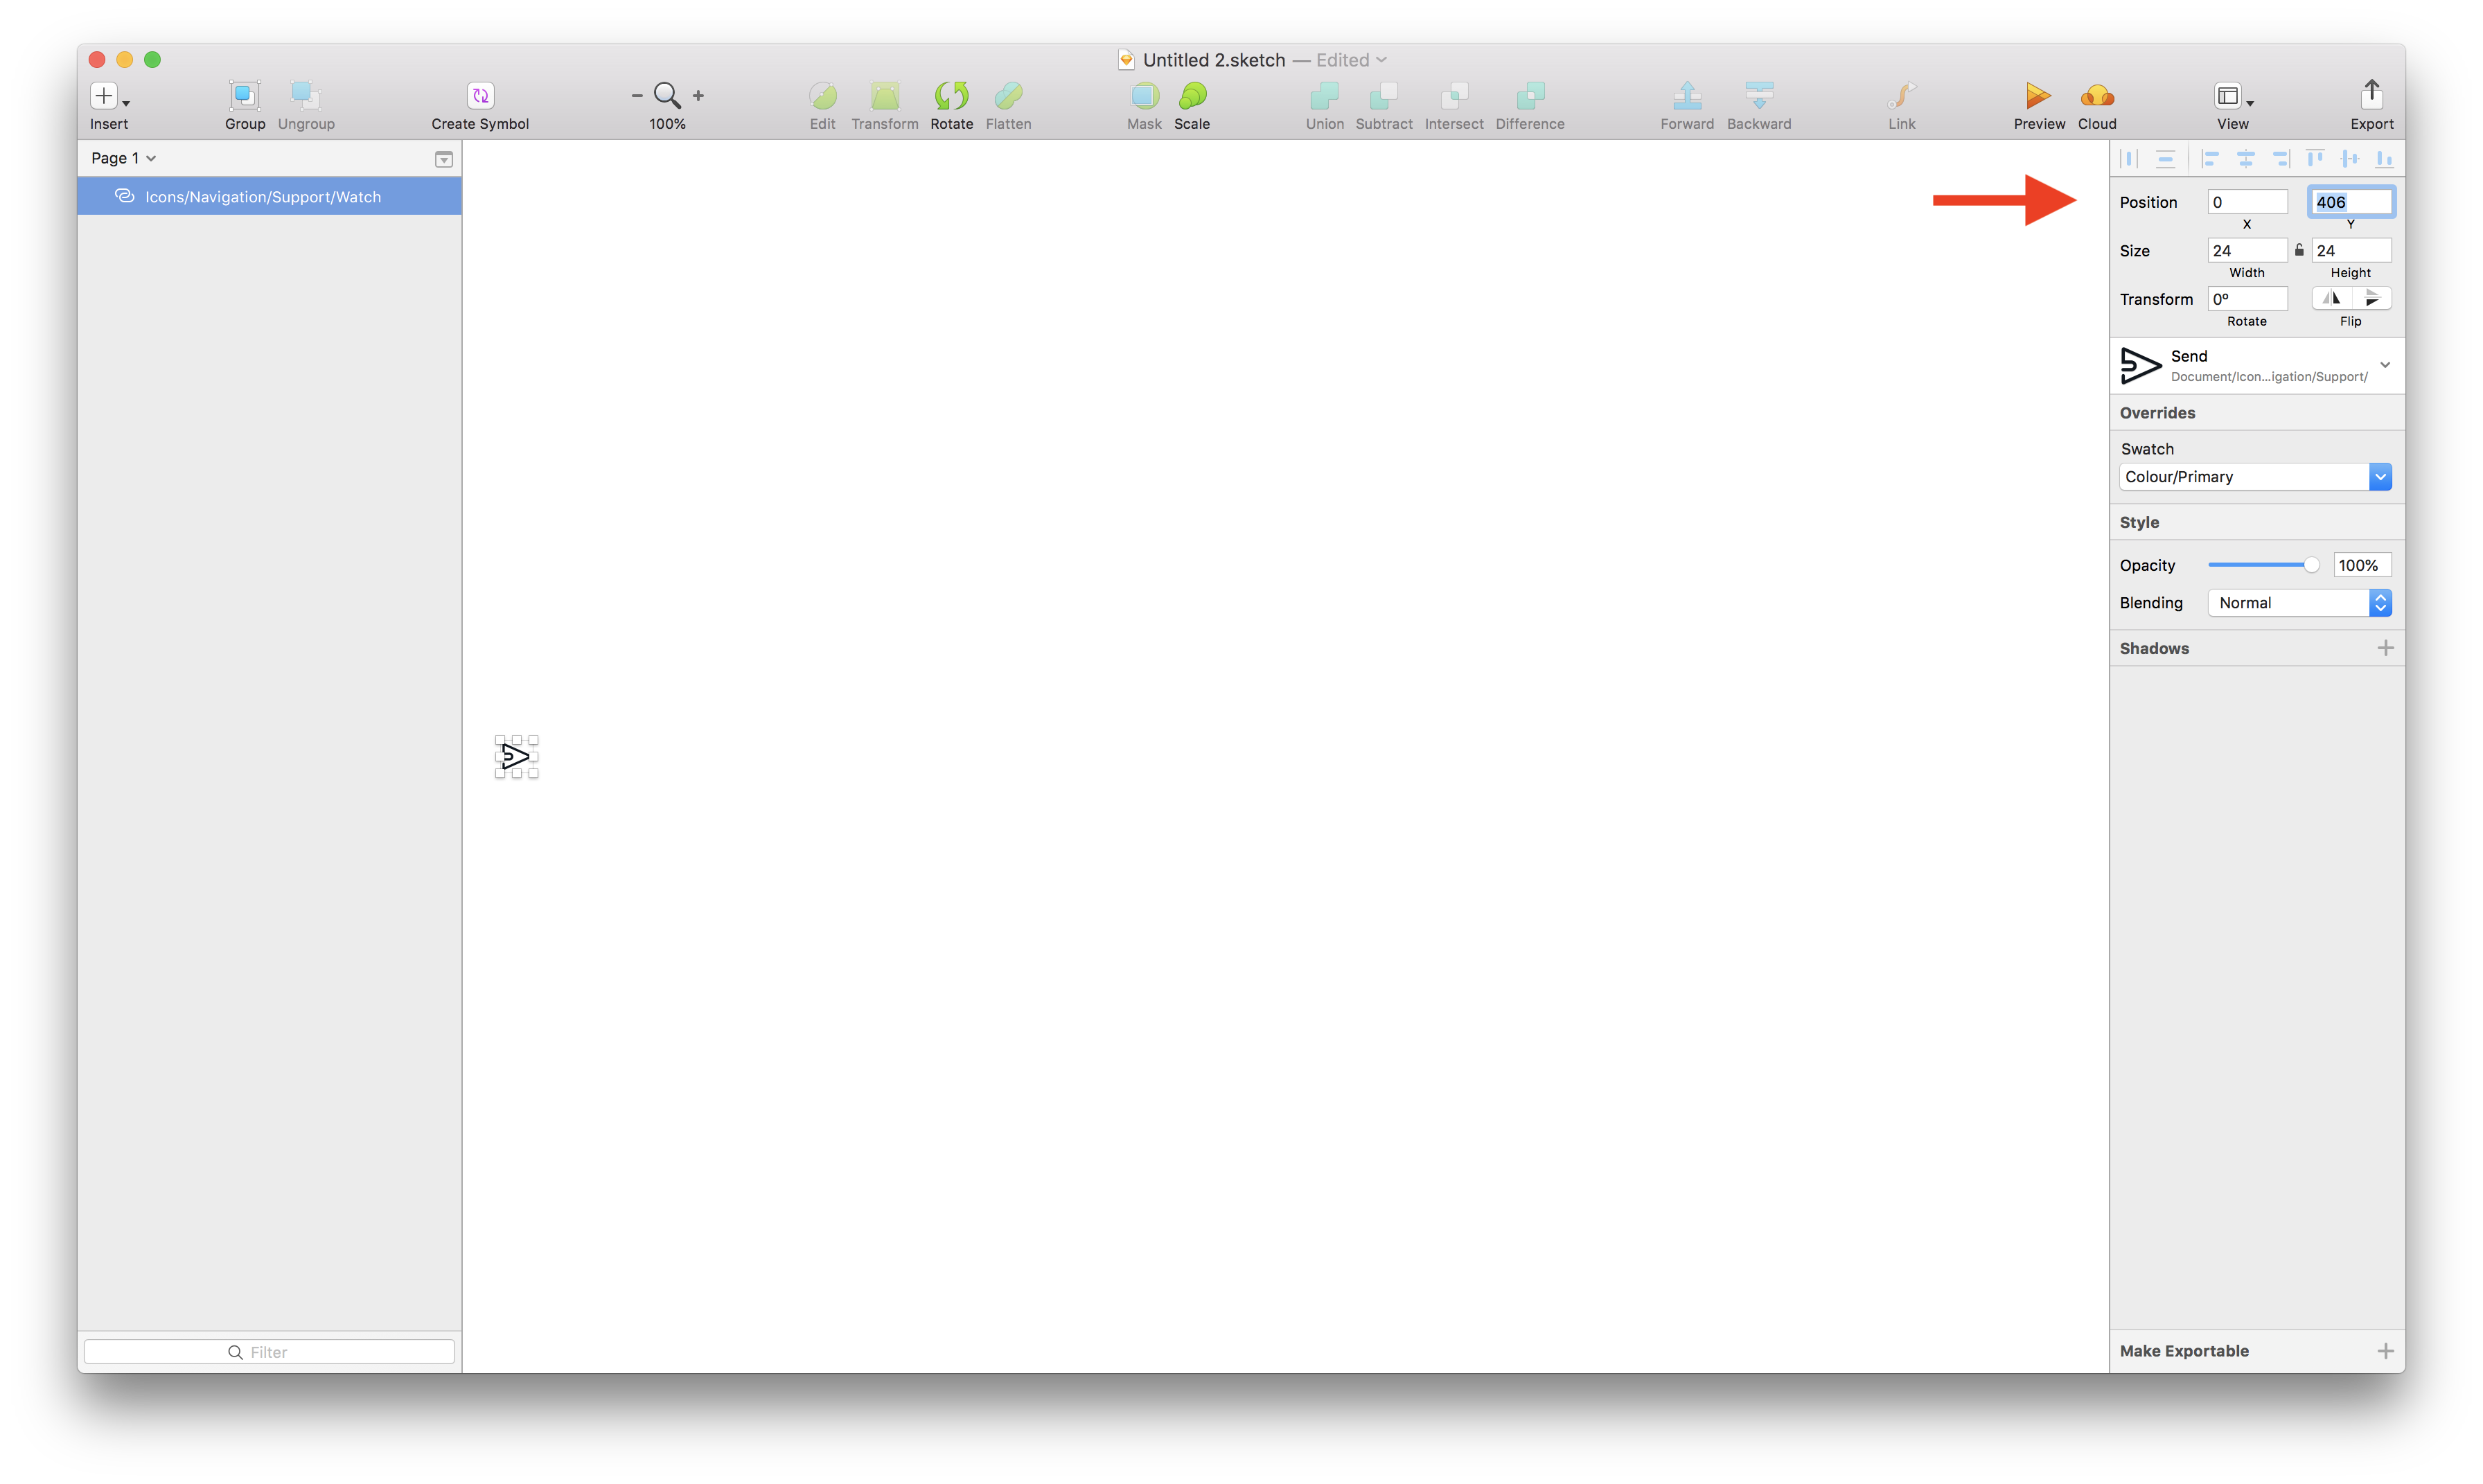 Untitled 2.sketch — Edited
Insert
Group Ungroup
Create Symbol
100%
Edit Transform Rotate Flatten
Mask Scale
Union Subtract Intersect Difference
Forward Backward
Link
Preview Cloud
View
Export
Page 1
Icons/Navigation/Support/Watch
Filter
Position 0 406
X Y
Size 24 24
Width Height
Transform 0º
Rotate Flip
Send
Document/Icon...igation/Support/
Overrides
Swatch
Colour/Primary
Style
Opacity 100%
Blending Normal
Shadows
Make Exportable